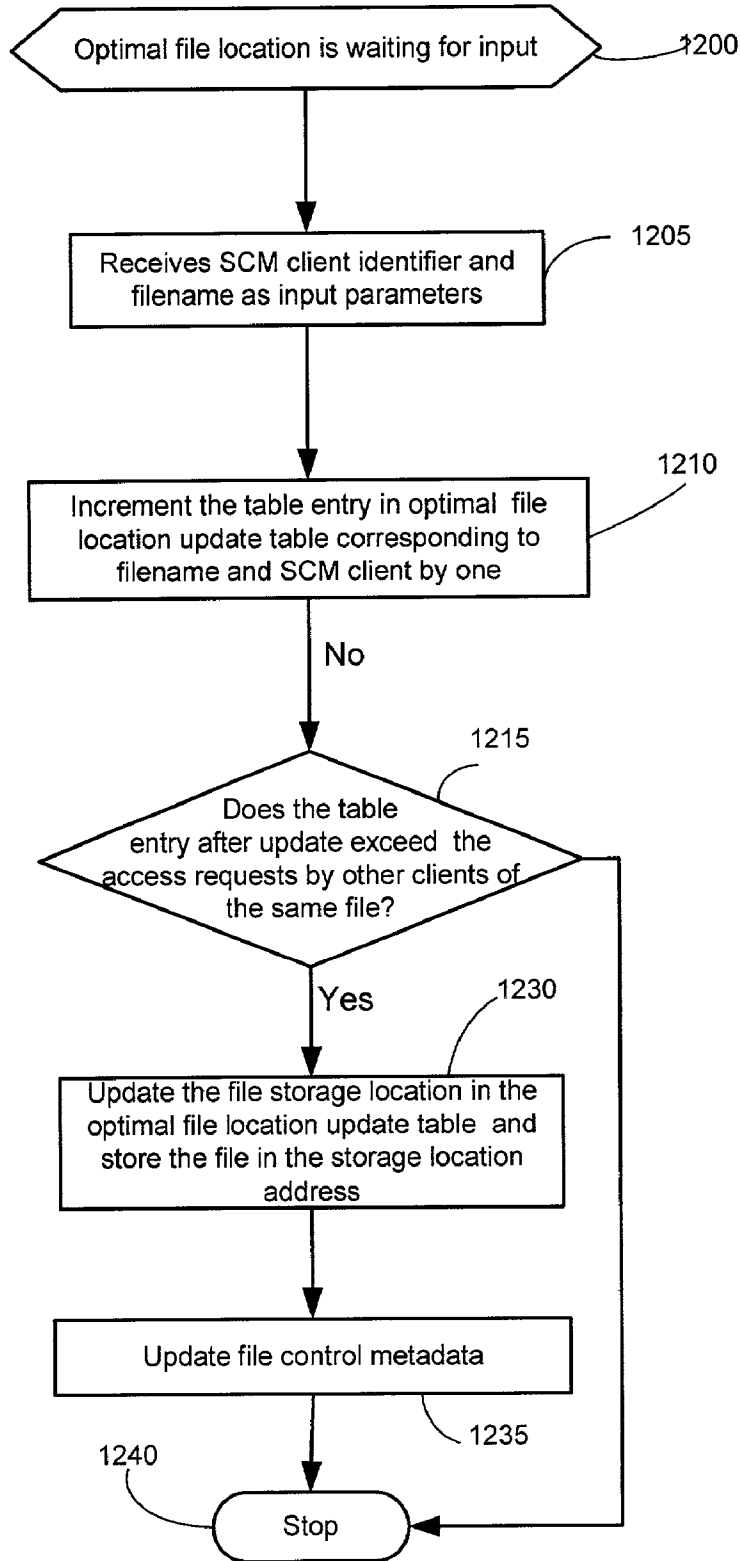 Optimal file location is waiting for input
1200
1205
Receives SCM client identifier and
filename as input parameters
1210
Increment the table entry in optimal file
location update table corresponding to
filename and SCM client by one
No
1215
Does the table
entry after update exceed the
access requests by other clients of
the same file?
Yes
1230
Update the file storage location in the
optimal file location update table and
store the file in the storage location
address
Update file control metadata
1235
1240
Stop